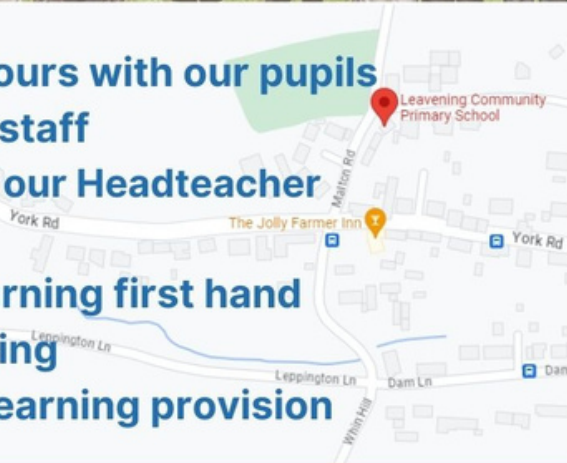 ours with our pupils
Leavening Community
Primary School
staff
Malton Rd
our Headteacher
York Rd
The Jolly Farmer Inn
York Rd
rning first hand
Leppington Ln
ing
Leppington Ln
Dam Ln
Dam
earning provision
Whin Hill